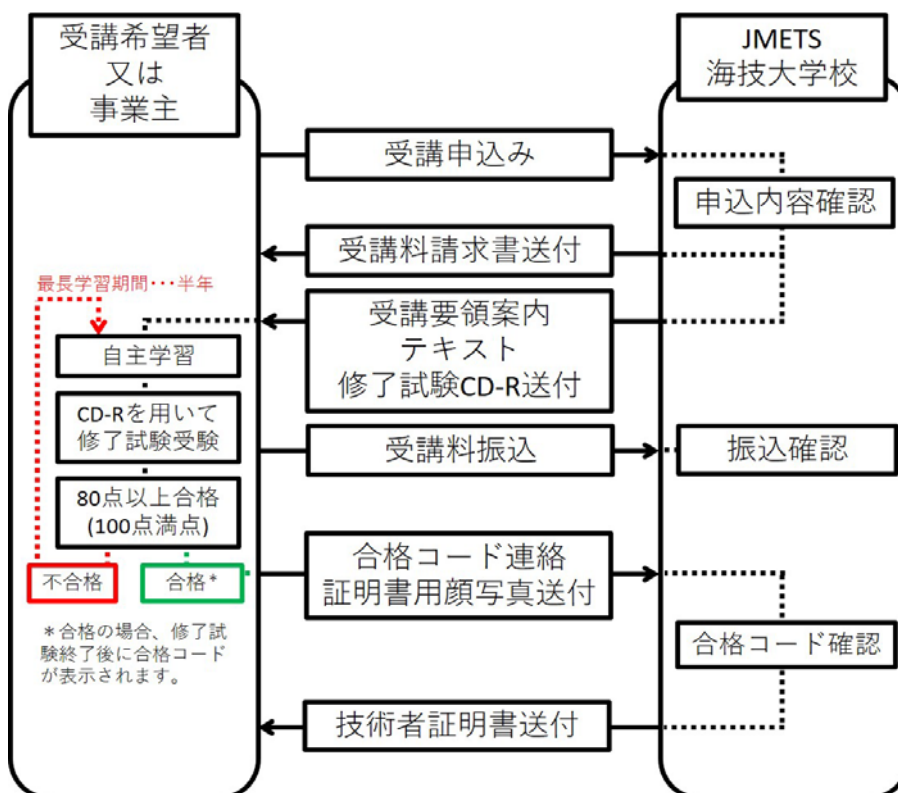 受講希望者
又は
事業主
JMETS
海技大学校
受講申込み
申込内容確認
受講料請求書送付
最長学習期間･･･半年
受講要領案内
テキスト
修了試験CD-R送付
自主学習
CD-Rを用いて
修了試験受験
受講料振込
振込確認
80点以上合格
(100点満点)
不合格
合格*
合格コード連絡
証明書用顔写真送付
合格コード確認
*合格の場合、修了試
験終了後に合格コード
が表示されます。
技術者証明書送付